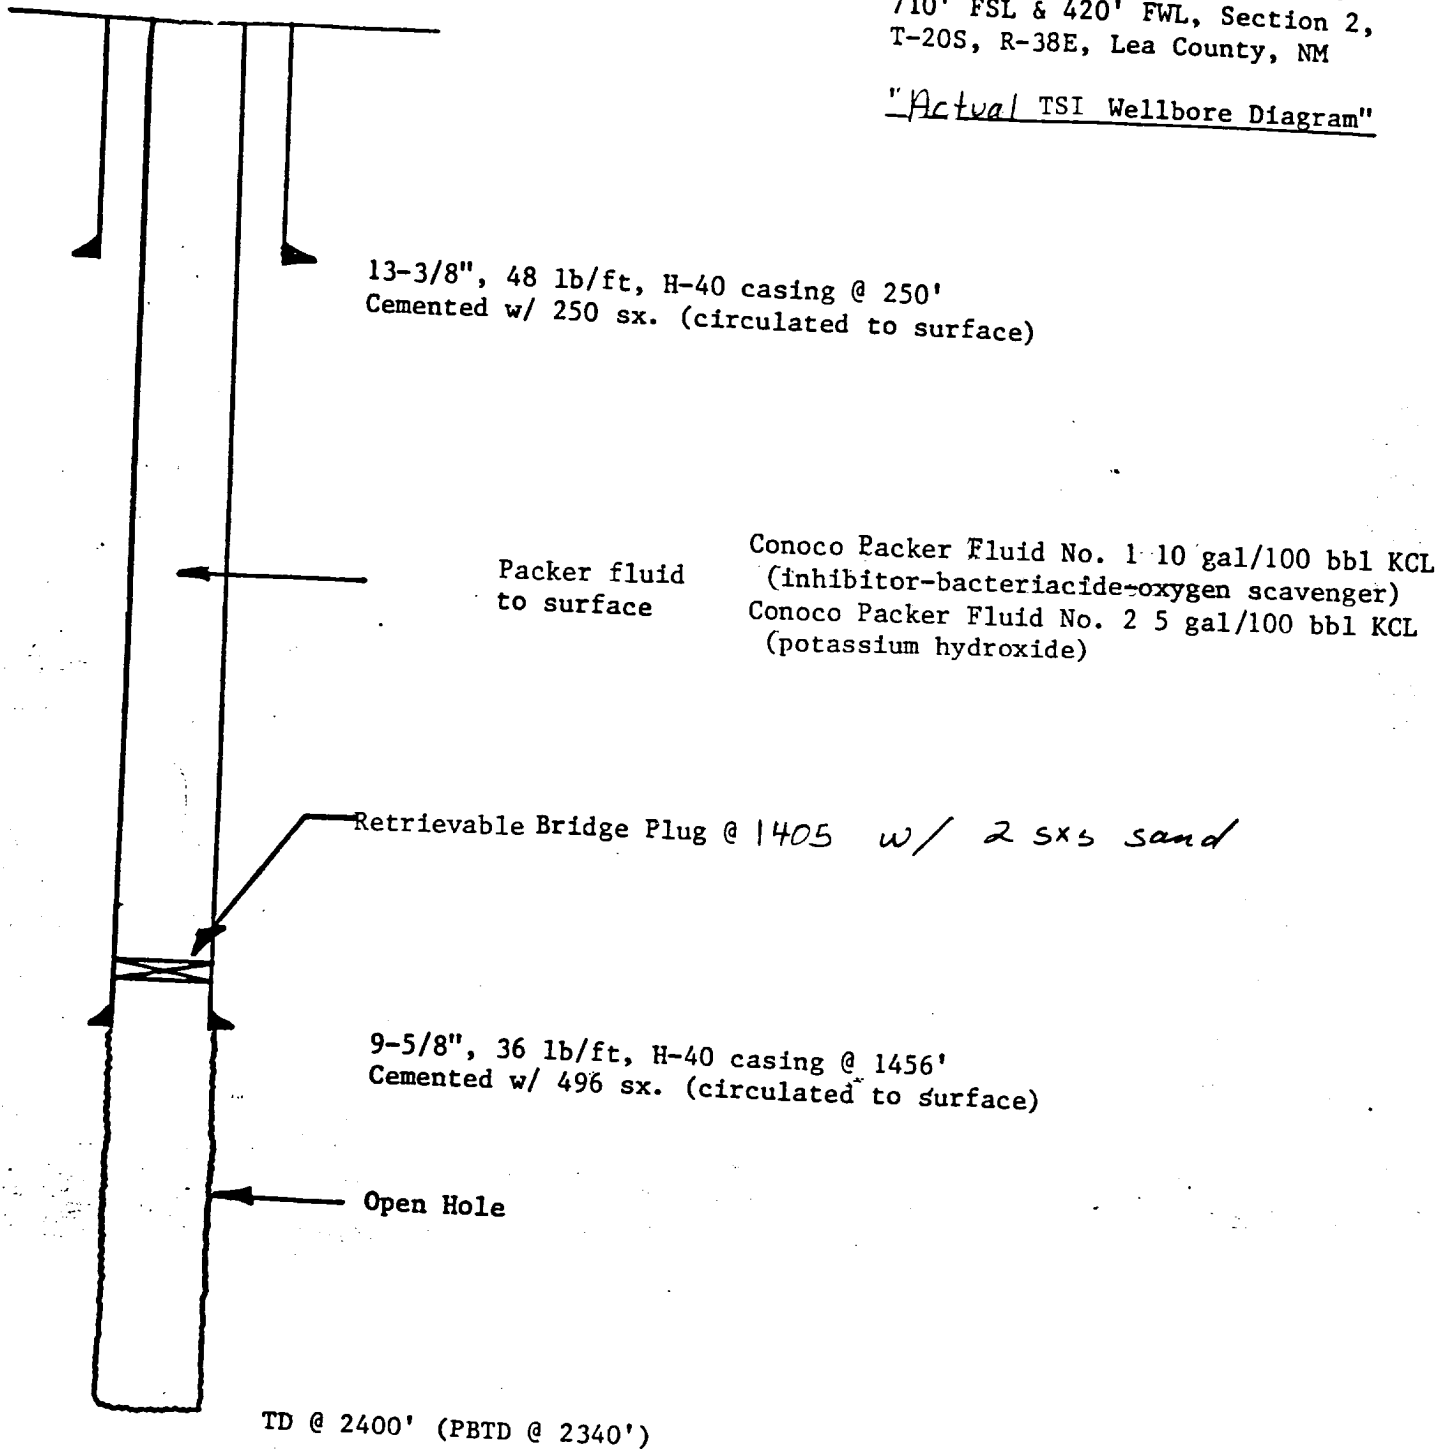 710' FSL & 420' FWL, Section 2,
T-20S, R-38E, Lea County, NM
"Actual TSI Wellbore Diagram"
13-3/8", 48 lb/ft, H-40 casing @ 250'
Cemented w/ 250 sx. (circulated to surface)
Packer fluid
to surface
Conoco Packer Fluid No. 1 10 gal/100 bbl KCL
(inhibitor-bacteriacide-oxygen scavenger)
Conoco Packer Fluid No. 2 5 gal/100 bbl KCL
(potassium hydroxide)
Retrievable Bridge Plug @ 1405 w/ 2 sxs sand
9-5/8", 36 lb/ft, H-40 casing @ 1456'
Cemented w/ 496 sx. (circulated to surface)
Open Hole
TD @ 2400' (PBTD @ 2340')